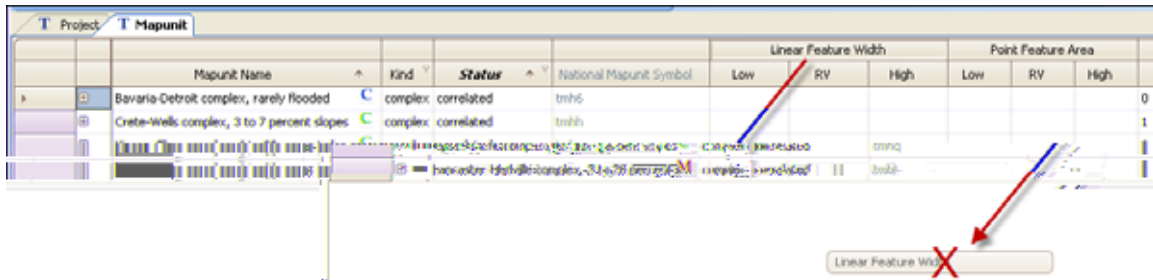 T Project T Mapunit
Linear Feature Width Point Feature Area
Mapunit Name Kind Status National Mapunit Symbol Low RV High Low RV High
Bavaria-Detroit complex, rarely flooded C complex correlated tmh6 0
Crete-Wells complex, 3 to 7 percent slopes C complex correlated tmhh 1
M
Linear Feature